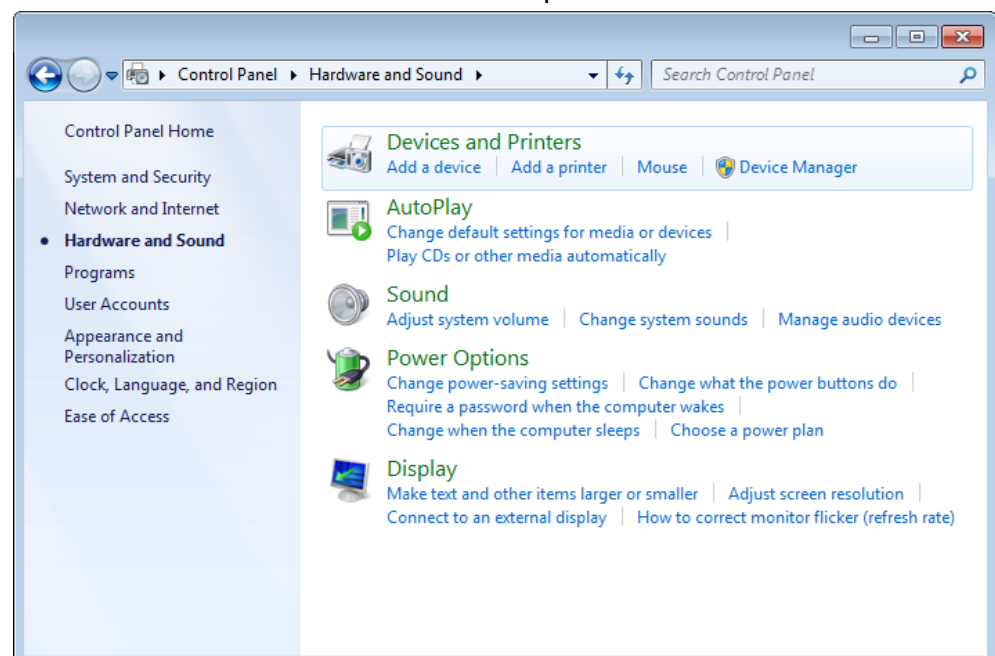 Control Panel ▸ Hardware and Sound ▸
Search Control Panel
Control Panel Home
System and Security
Network and Internet
Hardware and Sound
Programs
User Accounts
Appearance and
Personalization
Clock, Language, and Region
Ease of Access
Devices and Printers
Add a device | Add a printer | Mouse | Device Manager
AutoPlay
Change default settings for media or devices |
Play CDs or other media automatically
Sound
Adjust system volume | Change system sounds | Manage audio devices
Power Options
Change power-saving settings | Change what the power buttons do |
Require a password when the computer wakes |
Change when the computer sleeps | Choose a power plan
Display
Make text and other items larger or smaller | Adjust screen resolution |
Connect to an external display | How to correct monitor flicker (refresh rate)